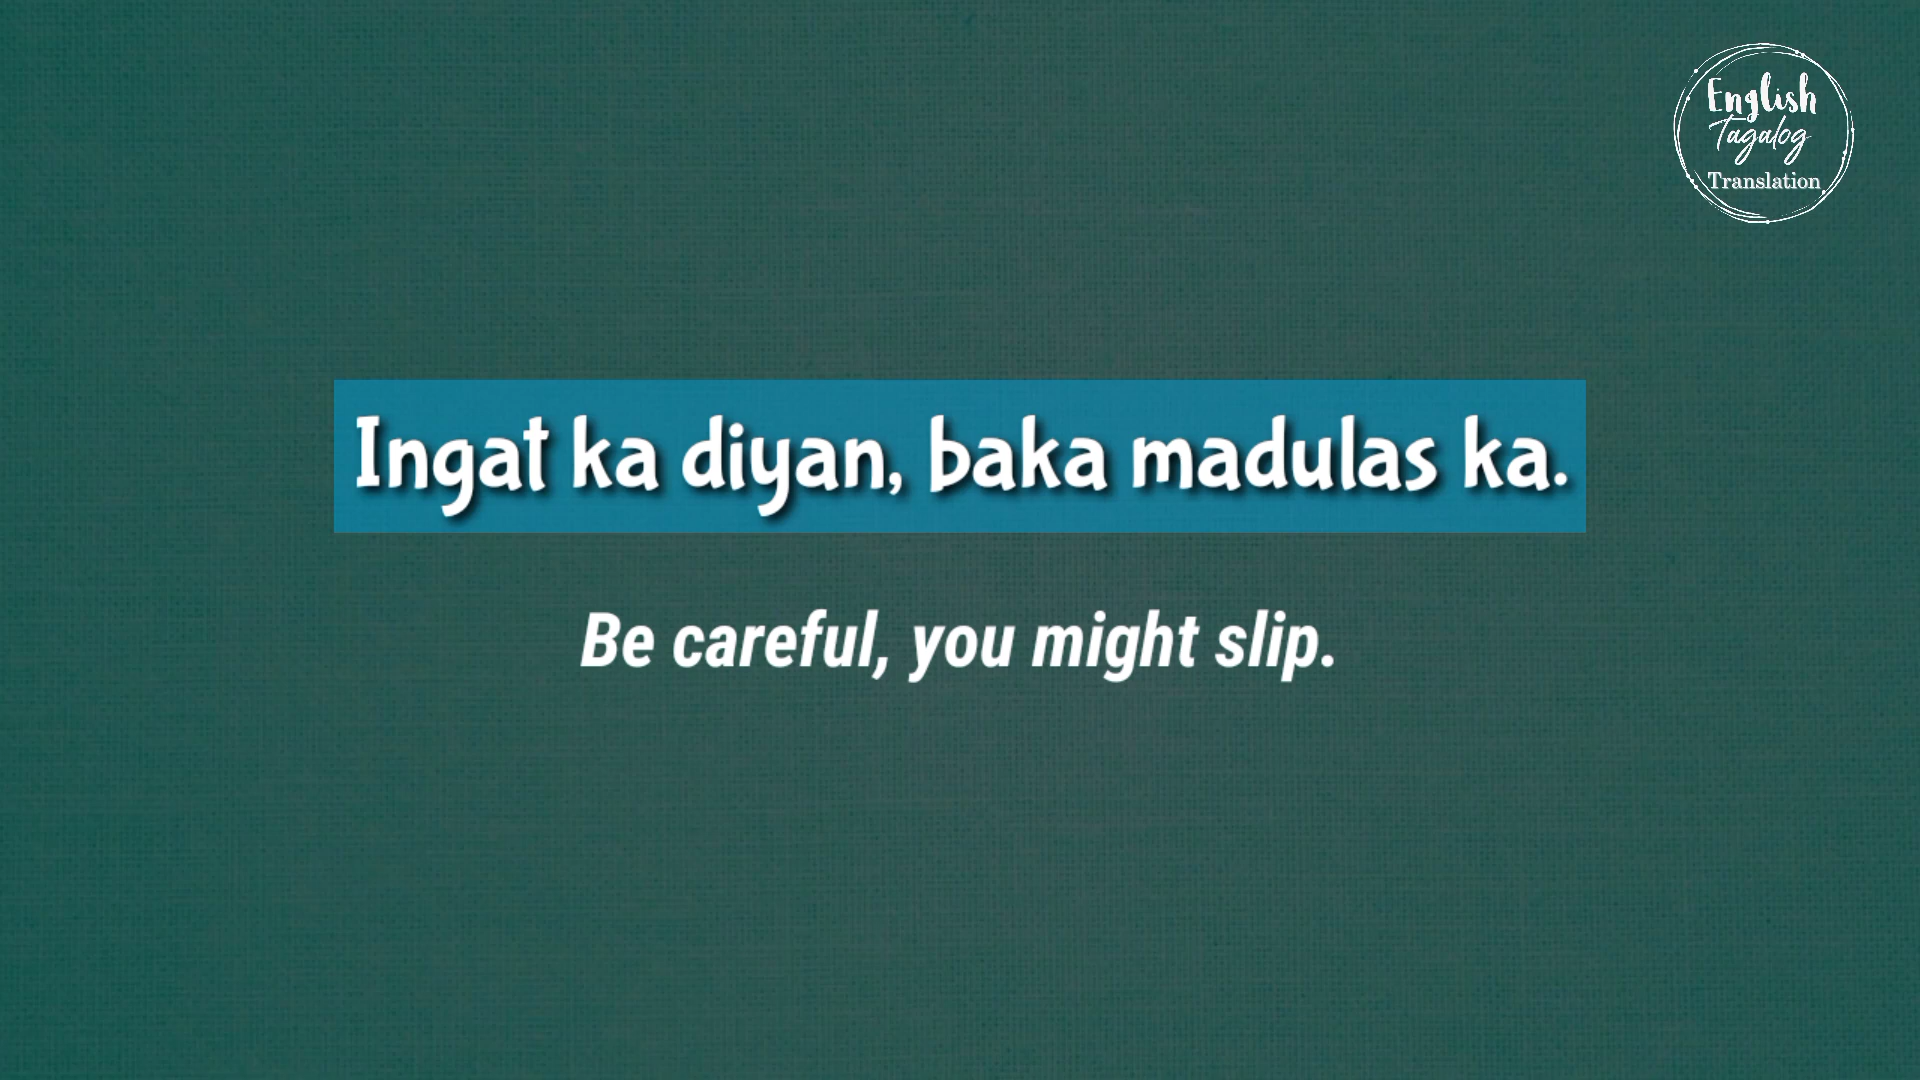 English
Tagalog
Translation
Ingat ka diyan, baka madulas ka.
Be careful, you might slip.